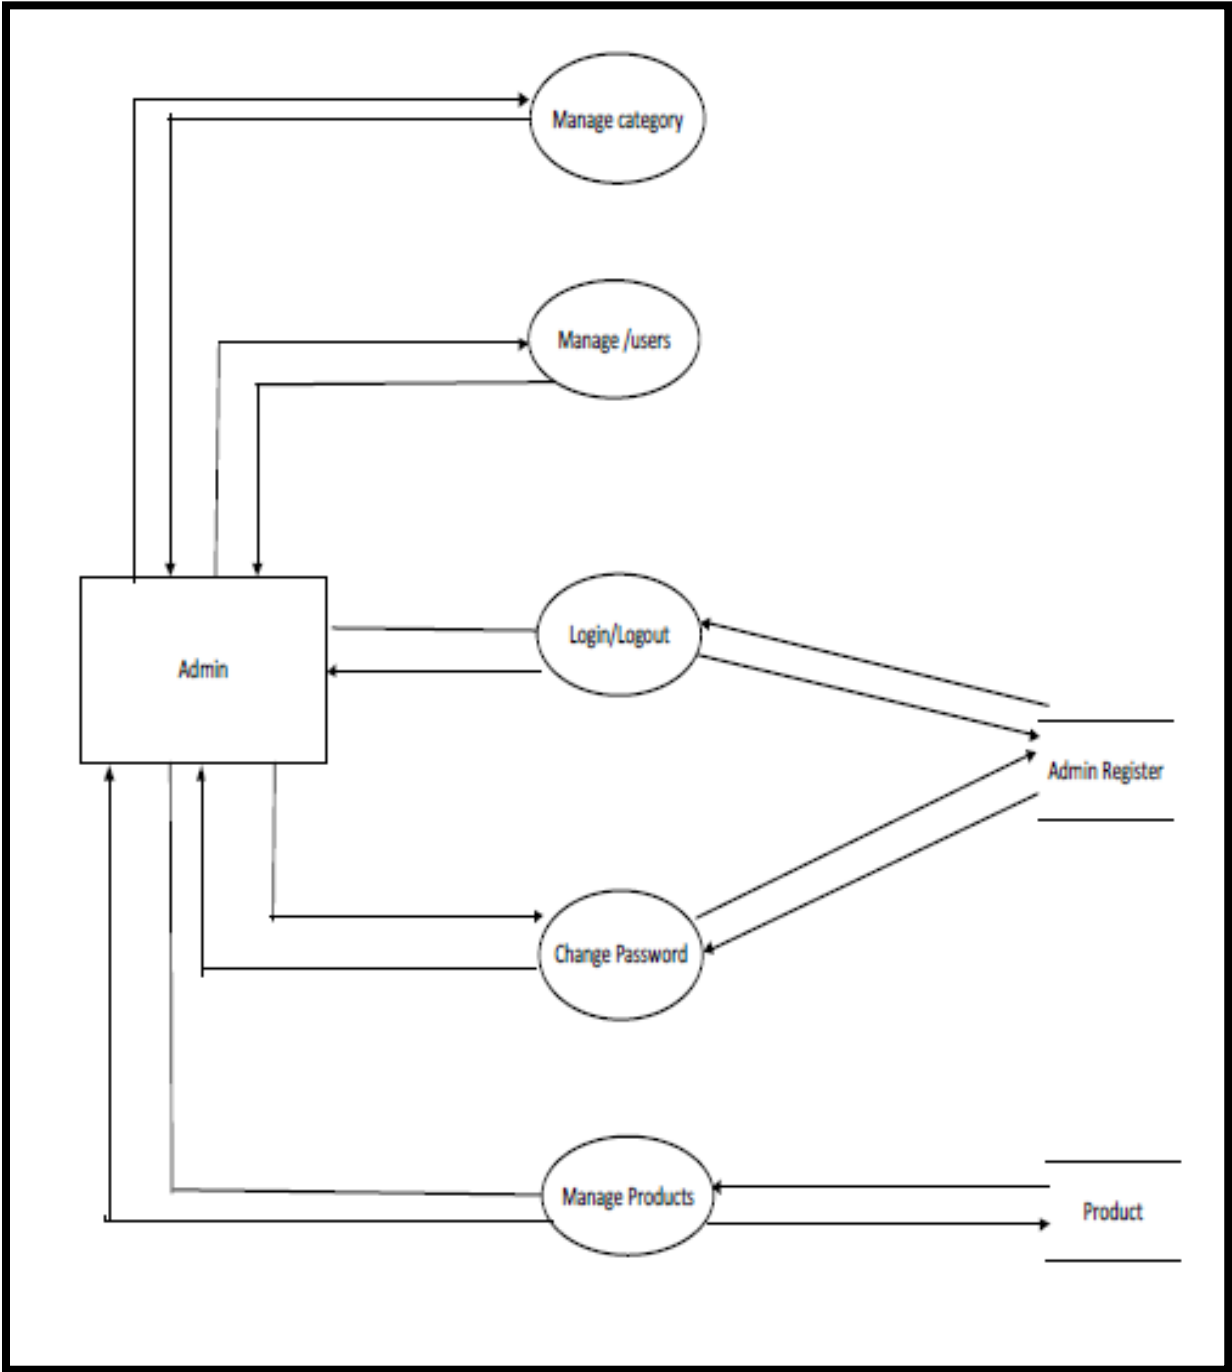 Manage category
Manage /users
Login/Logout
Admin
Admin Register
Change Password
Manage Products
Product